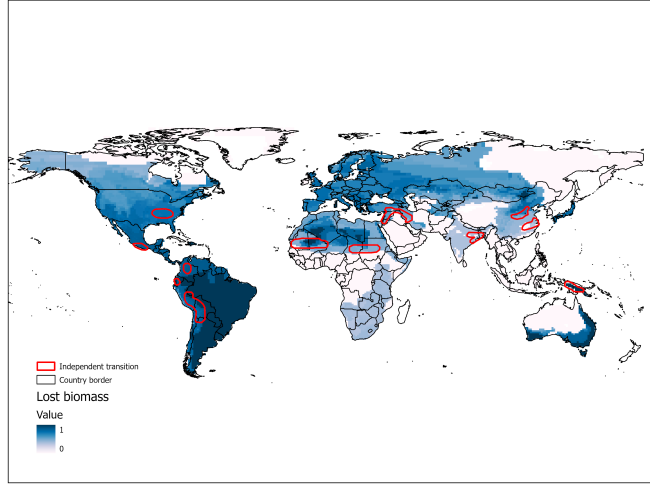 Independent transition
Country border
Lost biomass
Value
1
0